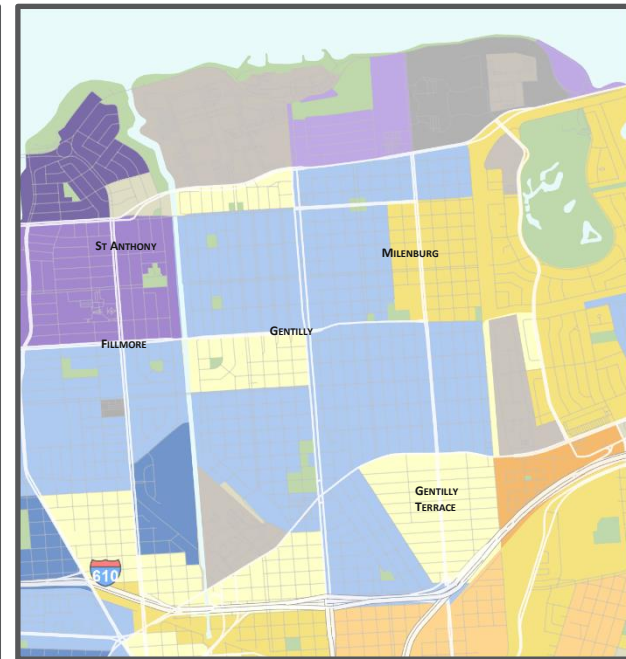 ST ANTHONY
MILENBURG
GENTILLY
FILLMORE
GENTILLY
TERRACE
610